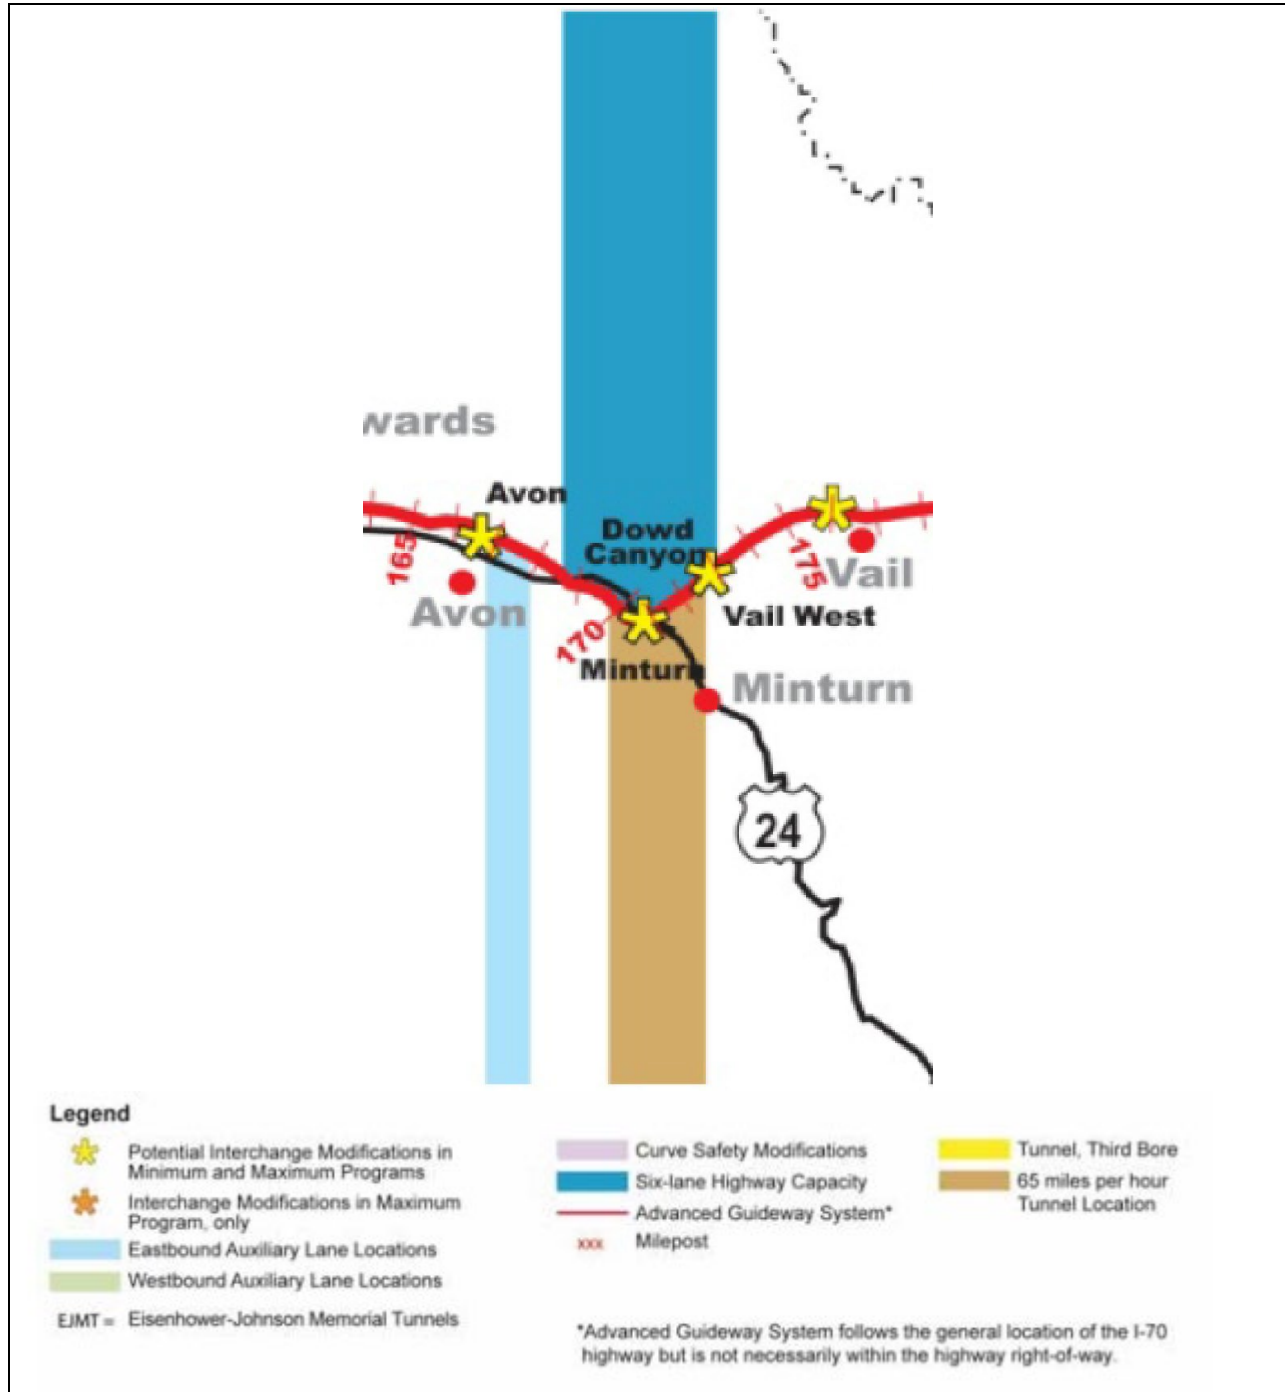 wards
Avon
Dowd
Canyon
165
175
Vail
Avon
170
Vail West
Minturn
Minturn
24
Legend
Potential Interchange Modifications in
Minimum and Maximum Programs
Interchange Modifications in Maximum
Program, only
Eastbound Auxiliary Lane Locations
Westbound Auxiliary Lane Locations
EJMT = Eisenhower-Johnson Memorial Tunnels
Curve Safety Modifications
Six-lane Highway Capacity
Advanced Guideway System*
xxx Milepost
Tunnel, Third Bore
65 miles per hour
Tunnel Location
*Advanced Guideway System follows the general location of the I-70
highway but is not necessarily within the highway right-of-way.